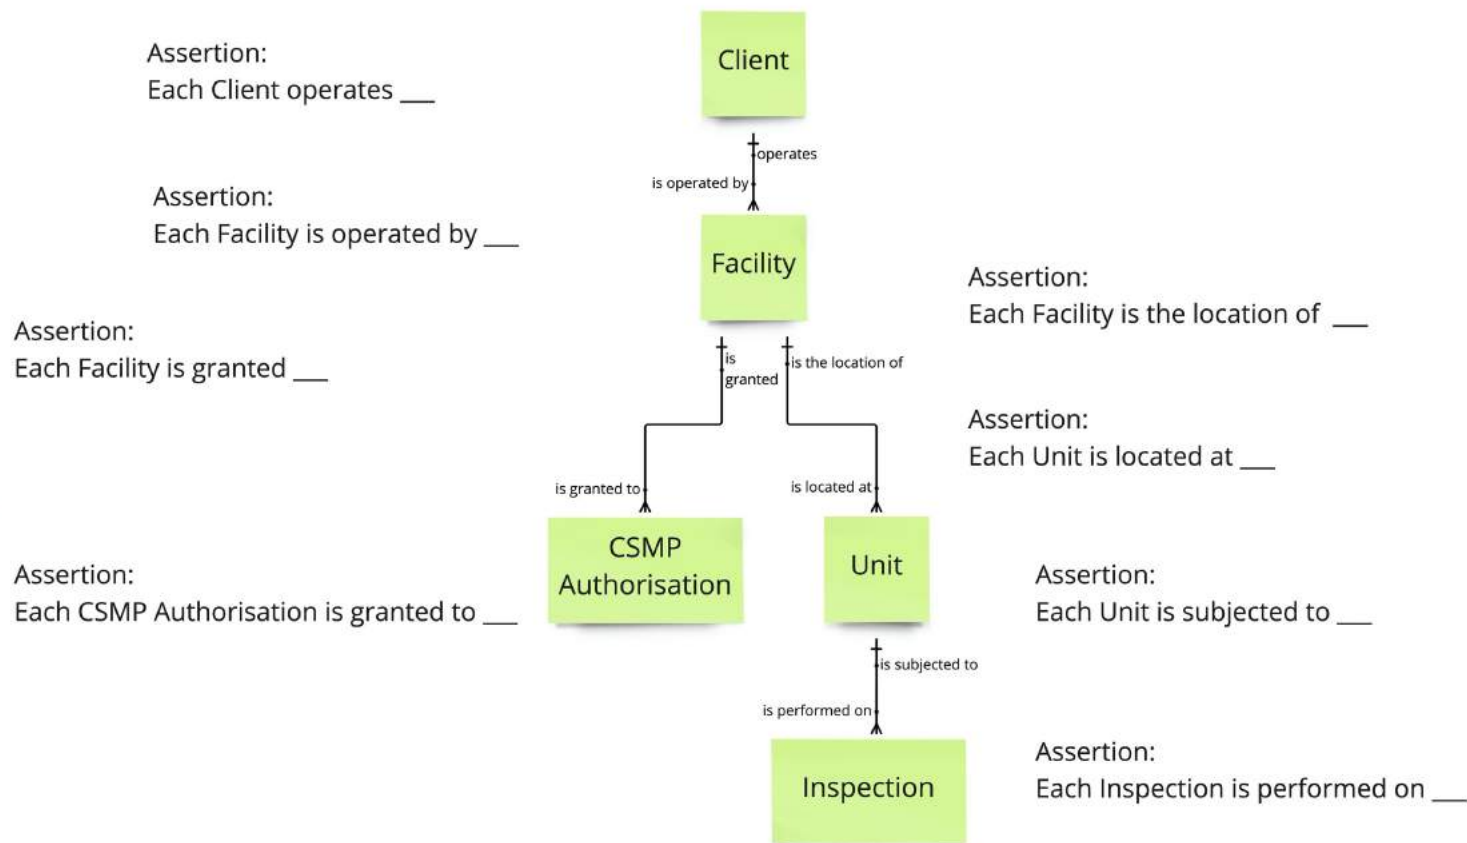 Client
Assertion:
Each Client operates ___
operates
is operated by
Assertion:
Each Facility is operated by ___
Facility
Assertion:
Each Facility is the location of ___
Assertion:
Each Facility is granted ___
is
granted
is the location of
Assertion:
Each Unit is located at ___
is granted to
is located at
CSMP
Authorisation
Unit
Assertion:
Each CSMP Authorisation is granted to ___
Assertion:
Each Unit is subjected to ___
is subjected to
is performed on
Inspection
Assertion:
Each Inspection is performed on ___